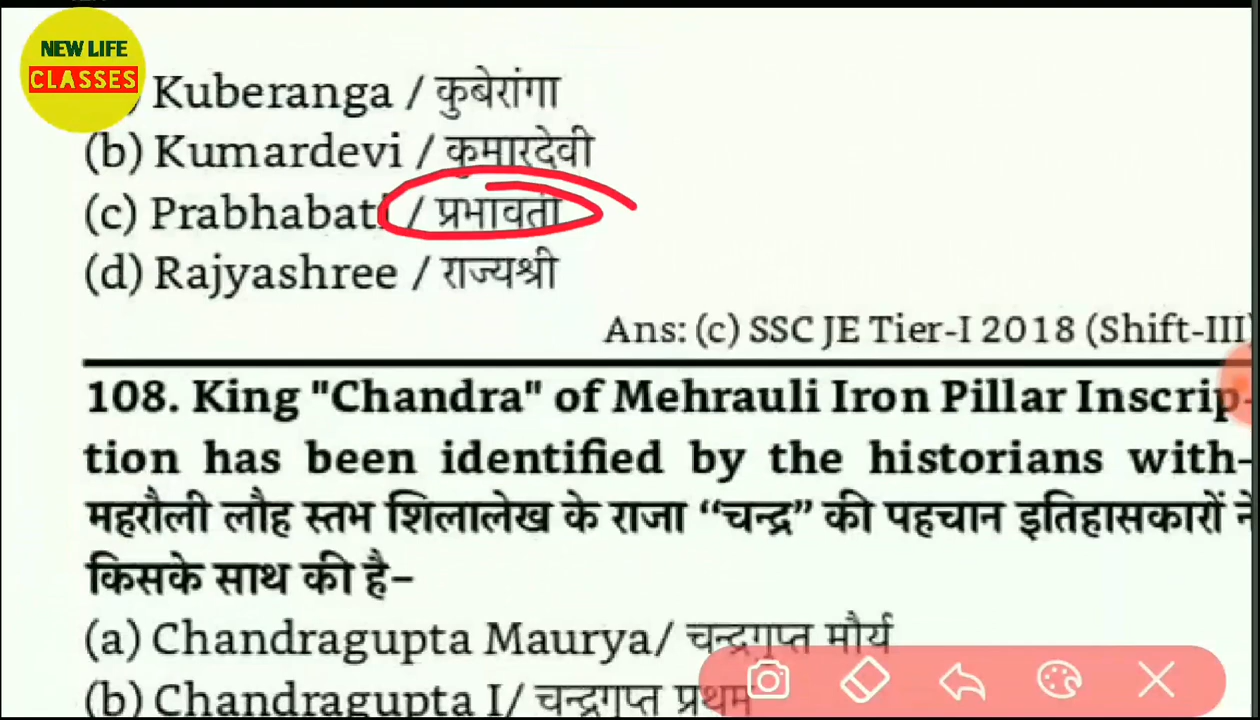 NEW LIFE
CLASSES
) Kuberanga / कुबेरांगा
(b) Kumardevi / कुमारदेवी
(c) Prabhabati / प्रभावती
(d) Rajyashree / राज्यश्री
Ans: (c) SSC JE Tier-I 2018 (Shift-III)
108. King "Chandra" of Mehrauli Iron Pillar Inscrip-
tion has been identified by the historians with-
महरौली लौह स्तभ शिलालेख के राजा “चन्द्र” की पहचान इतिहासकारों ने
किसके साथ की है–
(a) Chandragupta Maurya/ चन्द्रगुप्त मौर्य
(b) Chandragupta I/ चन्द्रगुप्त प्रथम